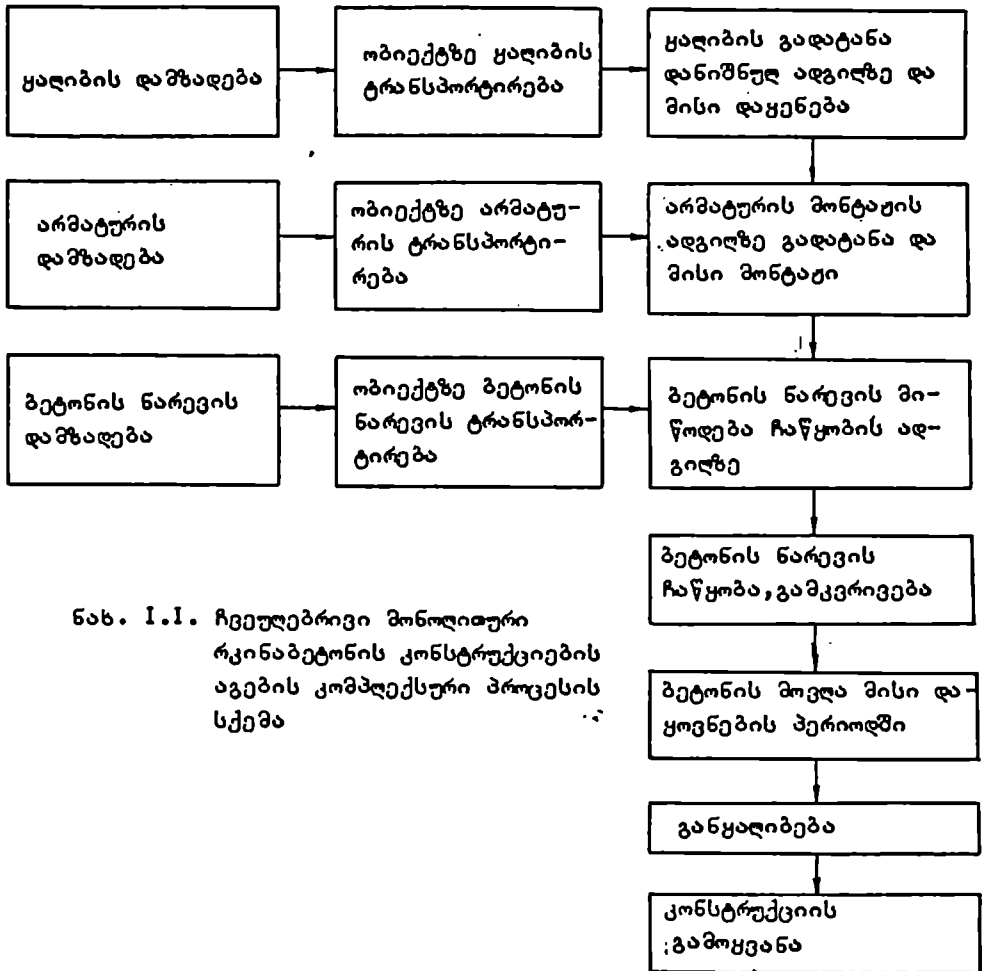 ყალიბის დამზადება
ობიექტზე ყალიბის
ტრანსპორტირება
ყალიბის გადატანა
დანიშნულ ადგილზე და
მისი დაყენება
არმატურის
დამზადება
ობიექტზე არმატუ-
რის ტრანსპორტი-
რება
არმატურის მონტაჟის
ადგილზე გადატანა და
მისი მონტაჟი
ბეტონის ნარევის
დამზადება
ობიექტზე ბეტონის
ნარევის ტრანსპორ-
ტირება
ბეტონის ნარევის მი-
წოდება ჩაწყობის ად-
გილზე
ბეტონის ნარევის
ჩაწყობა,გამკვრივება
ბეტონის მოვლა მისი და-
ყოვნების პერიოდში
განყალიბება
კონსტრუქციის
გამოყვანა
ნახ. I.I. ჩვეულებრივი მონოლითური
რკინაბეტონის კონსტრუქციების
აგების კომპლექსური პროცესის
სქემა